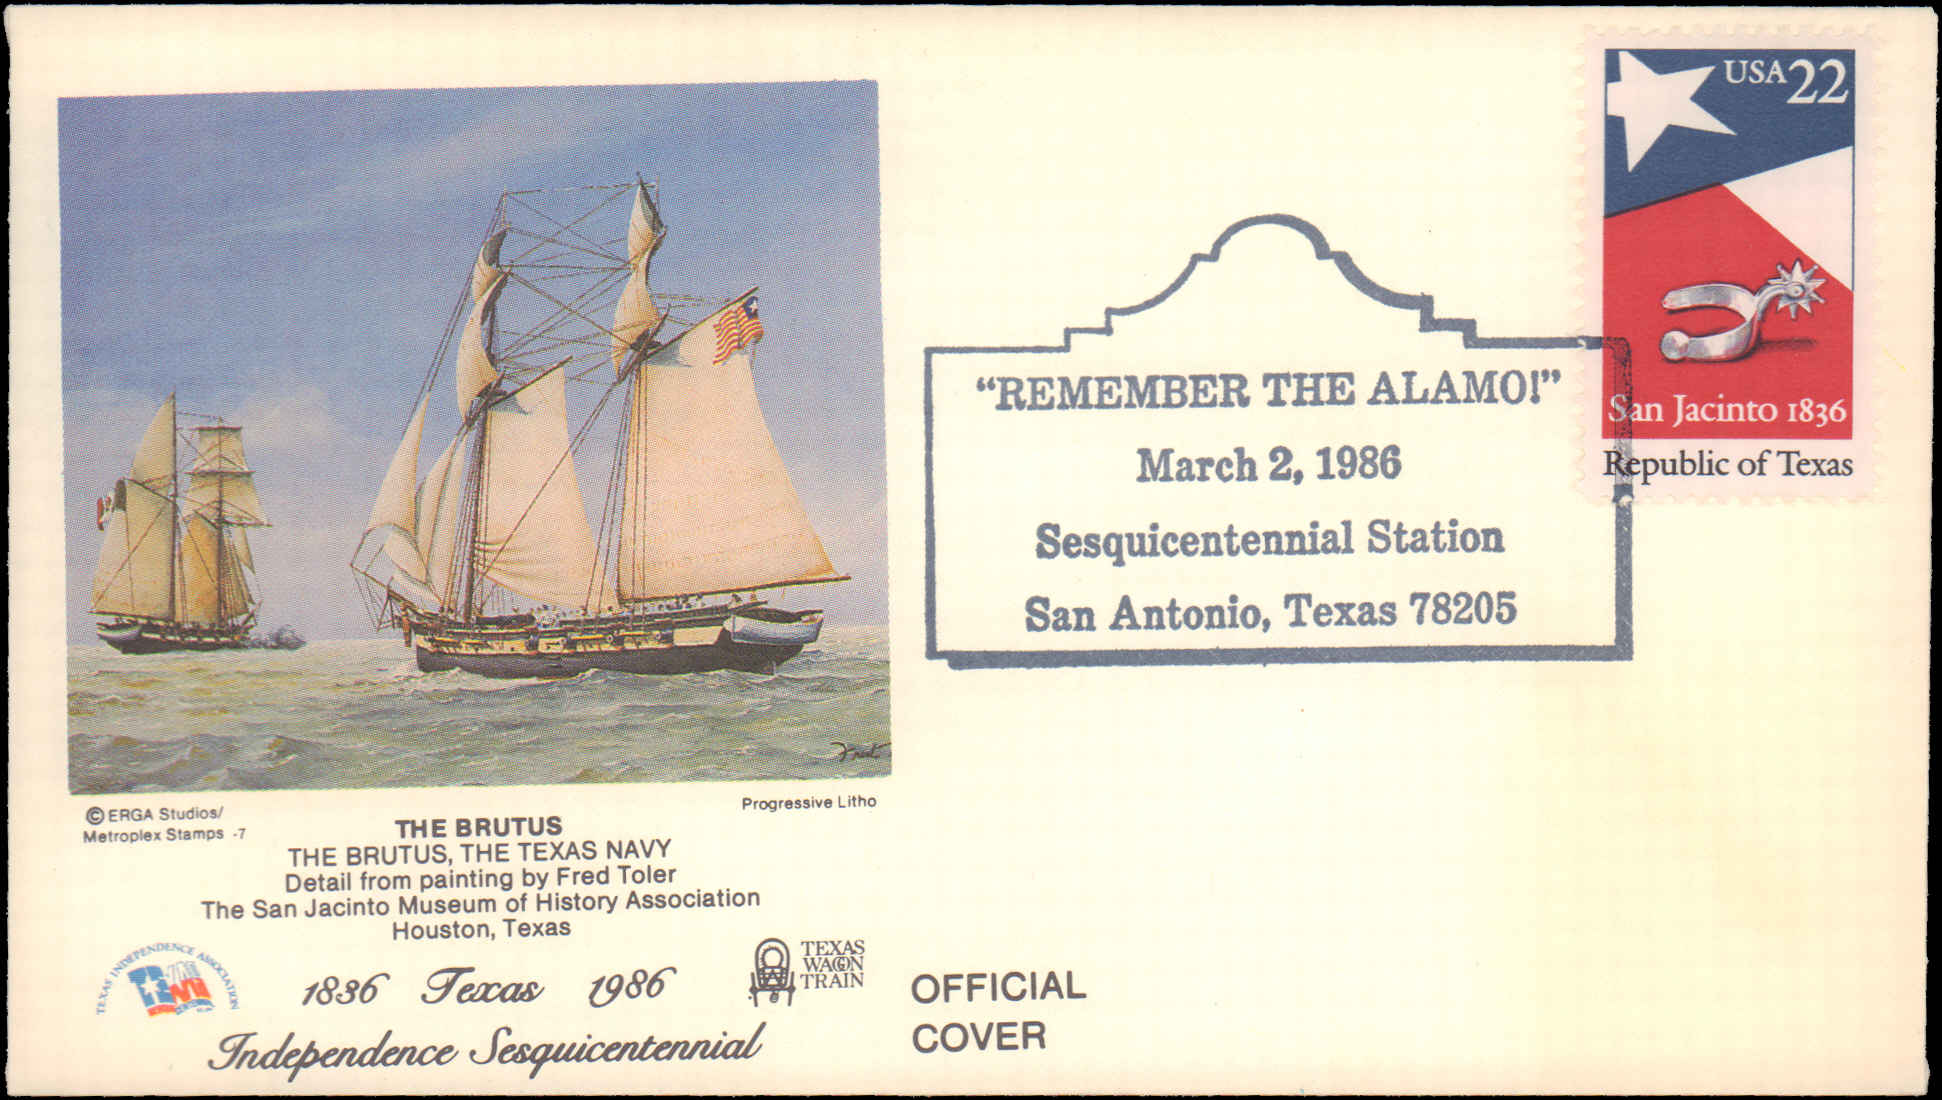 USA22
San Jacinto 1836
Republic of Texas
“REMEMBER THE ALAMO!”
March 2, 1986
Sesquicentennial Station
San Antonio, Texas 78205
©ERGA Studios/
Metroplex Stamps -7
Progressive Litho
THE BRUTUS
THE BRUTUS, THE TEXAS NAVY
Detail from painting by Fred Toler
The San Jacinto Museum of History Association
Houston, Texas
TEXAS INDEPENDENCE ASSOCIATION
1836 Texas 1986
Independence Sesquicentennial
TEXAS
WAGON
TRAIN
OFFICIAL
COVER